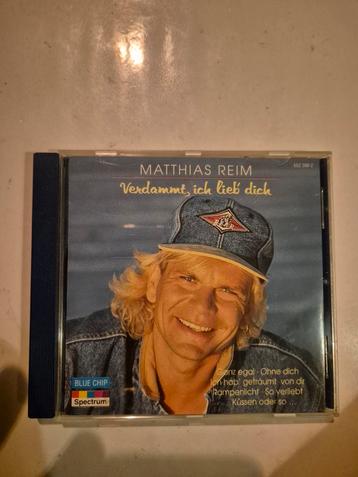 MATTHIAS REIM
Verdammt, ich lieb dich
BLUE CHIP
Spectrum
Ganz egal · Ohne dich
Ich hab' geträumt von dir
Rampenlicht · So verliebt
Küssen oder so ...